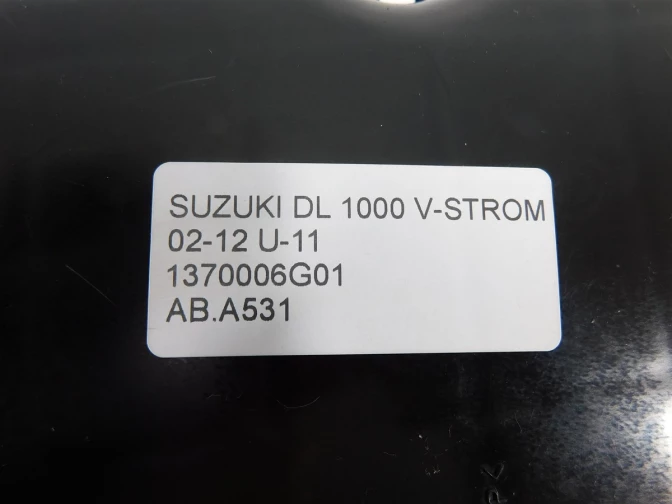 SUZUKI DL 1000 V-STROM
02-12 U-11
1370006G01
AB.A531